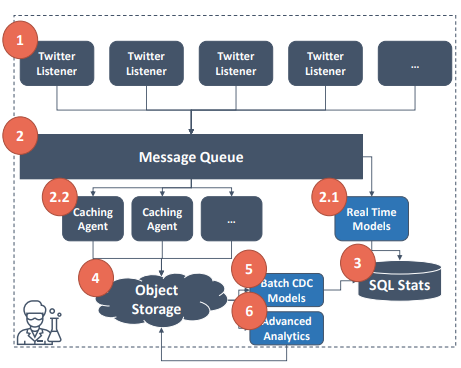 1
Twitter
Listener
Twitter
Listener
Twitter
Listener
Twitter
Listener
...
2
Message Queue
2.2
Caching
Agent
Caching
Agent
...
2.1
Real Time
Models
4
Object
Storage
5
Batch CDC
Models
3
SQL Stats
6
Advanced
Analytics